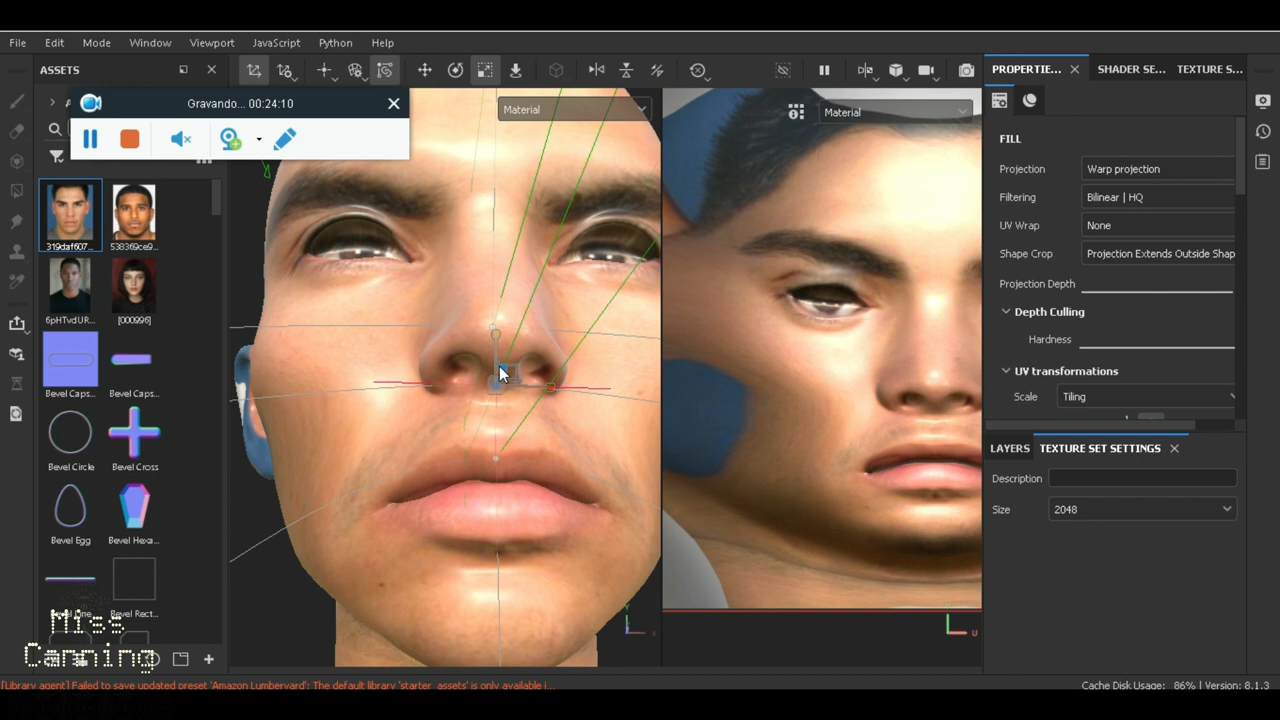 File Edit Mode Window Viewport JavaScript Python Help
ASSETS
Gravando... 00:24:10
Material
Material
319daf607...
538369ce9...
6pHTvdUR...
[000996]
Bevel Caps...
Bevel Caps...
Bevel Circle
Bevel Cross
Bevel Egg
Bevel Hexa...
Bevel Line
Bevel Rect...
Miss
Canning
PROPERTIE... SHADER SE... TEXTURE S...
FILL
Projection Warp projection
Filtering Bilinear | HQ
UV Wrap None
Shape Crop Projection Extends Outside Shap
Projection Depth
Depth Culling
Hardness
UV transformations
Scale Tiling
LAYERS TEXTURE SET SETTINGS
Description
Size 2048
[Library agent] Failed to save updated preset 'Amazon Lumberyard': The default library 'starter_assets' is only available i...
Cache Disk Usage: 86% | Version: 8.1.3